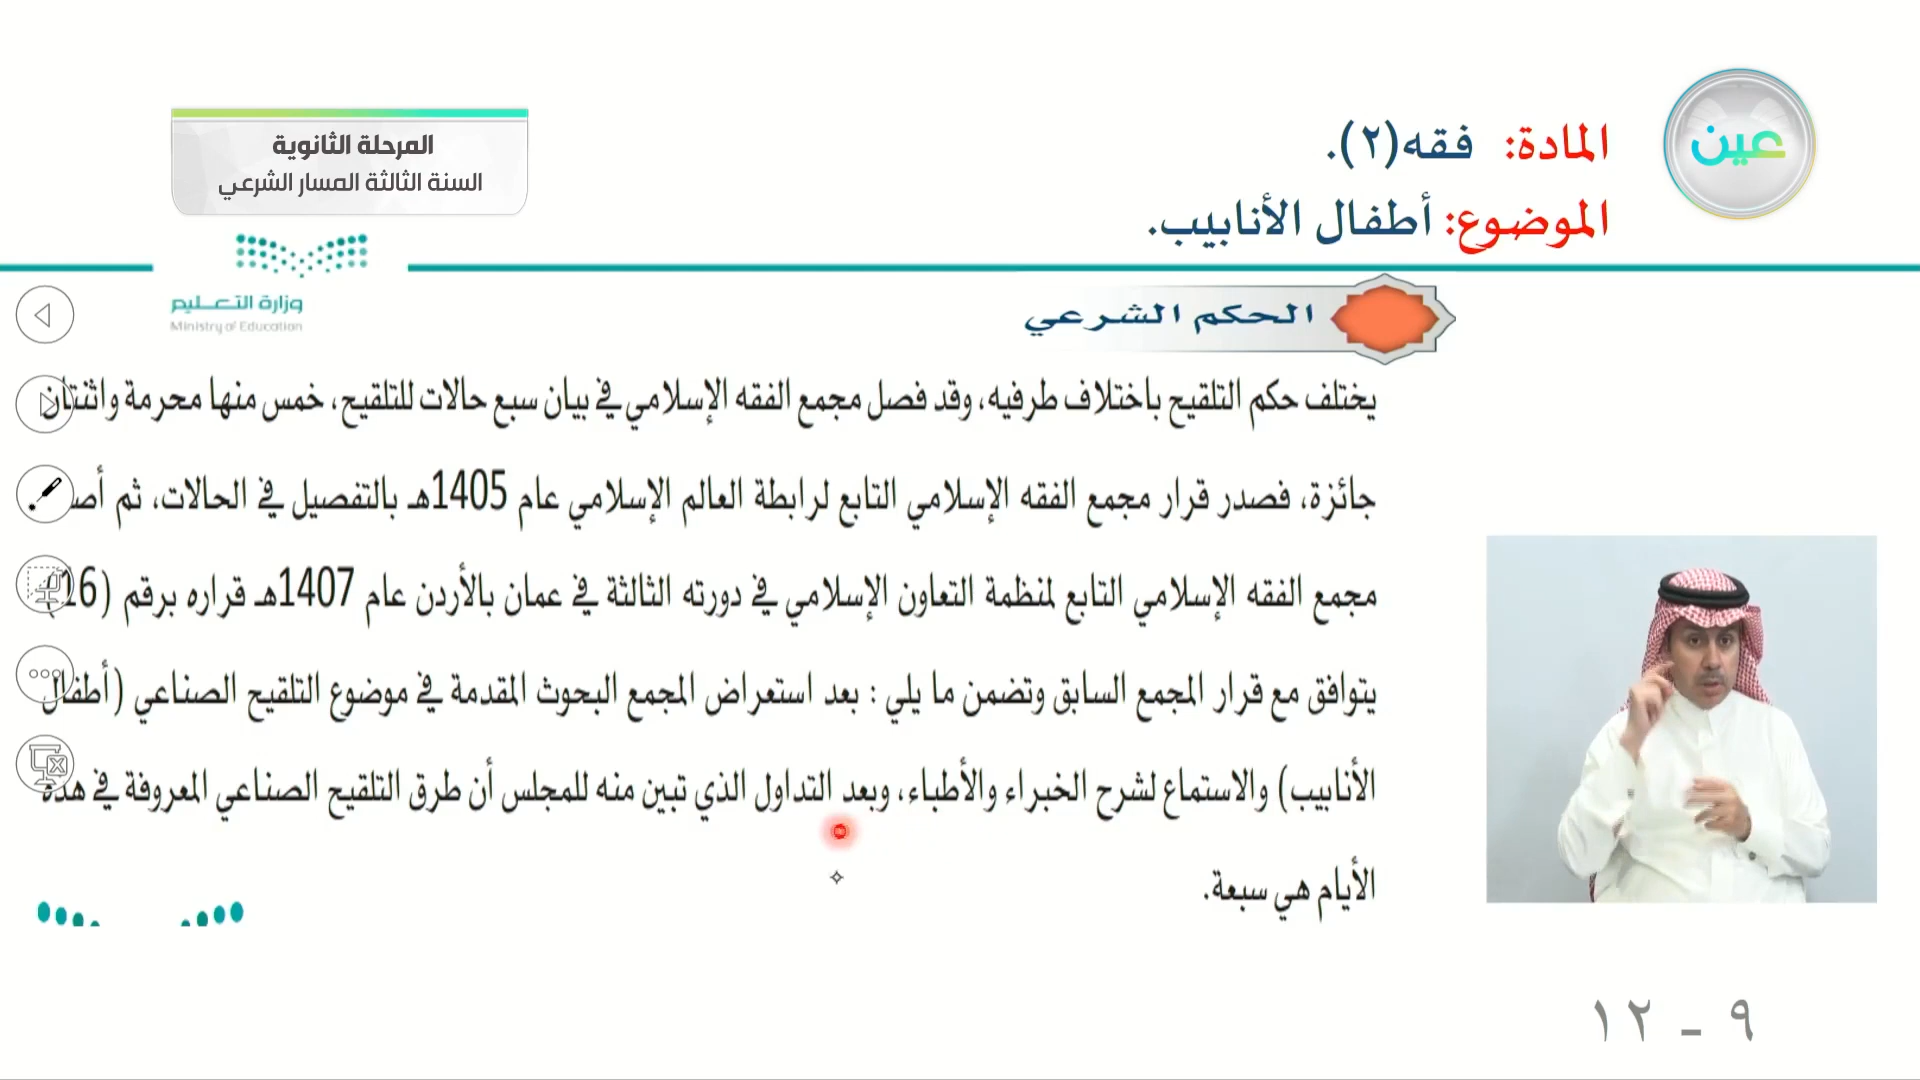 عين
المادة: فقه(٢).
الموضوع: أطفال الأنابيب.
المرحلة الثانوية
السنة الثالثة المسار الشرعي
وزارة التعليم
Ministry of Education
الحكم الشرعي
يختلف حكم التلقيح باختلاف طرفيه، وقد فصل مجمع الفقه الإسلامي في بيان سبع حالات للتلقيح، خمس منها محرمة واثنتان
جائزة، فصدر قرار مجمع الفقه الإسلامي التابع لرابطة العالم الإسلامي عام 1405هـ بالتفصيل في الحالات، ثم
مجمع الفقه الإسلامي التابع لمنظمة التعاون الإسلامي في دورته الثالثة في عمان بالأردن عام 1407هـ قراره برقم (16
يتوافق مع قرار المجمع السابق وتضمن ما يلي : بعد استعراض المجمع البحوث المقدمة في موضوع التلقيح الصناعي (أطفال
الأنابيب) والاستماع لشرح الخبراء والأطباء، وبعد التداول الذي تبين منه للمجلس أن طرق التلقيح الصناعي المعروفة في هذه
الأيام هي سبعة.
٩ - ١٢